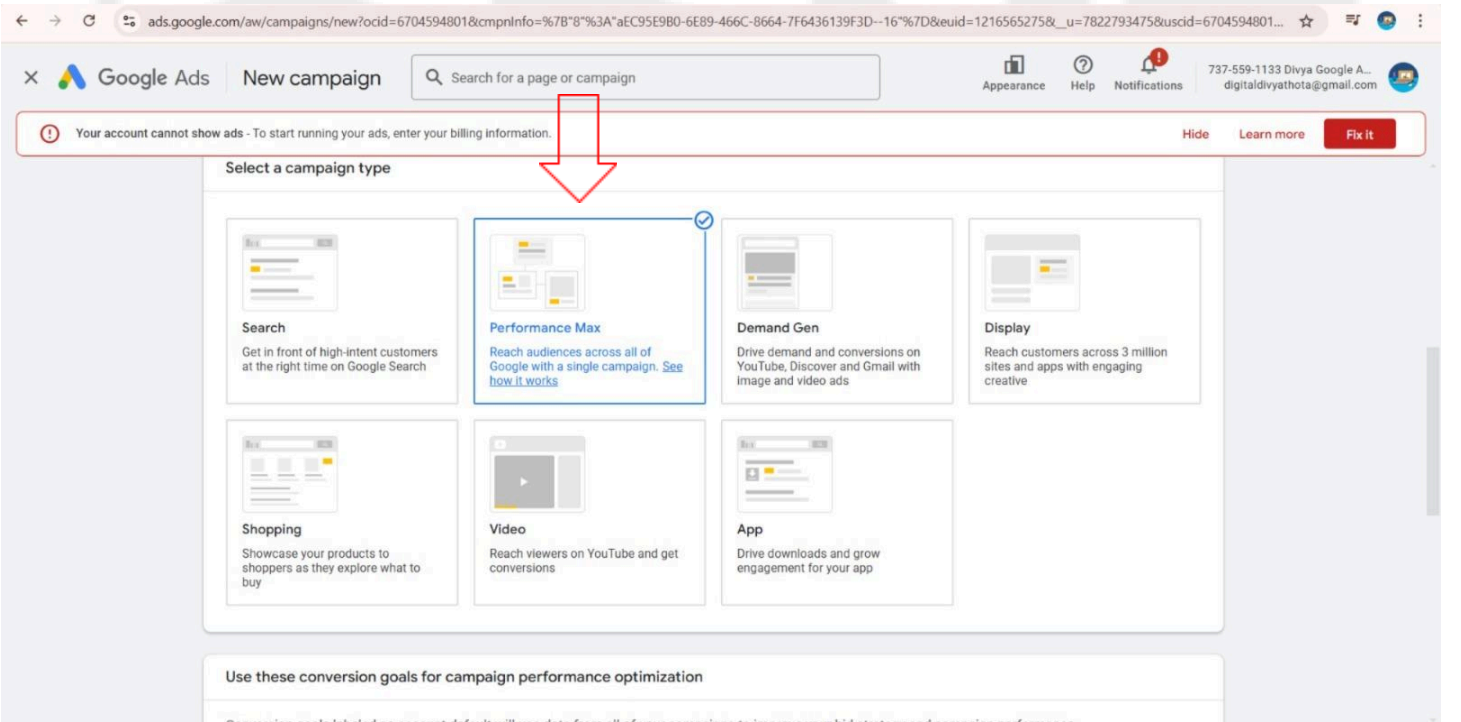 ads.google.com/aw/campaigns/new?ocid=6704594801&cmpnInfo=%7B"8"%3A"aEC95E9B0-6E89-466C-8664-7F6436139F3D--16"%7D&euid=12165652758&__u=7822793475&uscid=6704594801...
Google Ads
New campaign
Search for a page or campaign
Appearance
Help
Notifications
737-559-1133 Divya Google A...
digitaldivyathota@gmail.com
Your account cannot show ads - To start running your ads, enter your billing information.
Hide
Learn more
Fix it
Select a campaign type
Search
Get in front of high-intent customers
at the right time on Google Search
Performance Max
Reach audiences across all of
Google with a single campaign. See
how it works
Demand Gen
Drive demand and conversions on
YouTube, Discover and Gmail with
image and video ads
Display
Reach customers across 3 million
sites and apps with engaging
creative
Shopping
Showcase your products to
shoppers as they explore what to
buy
Video
Reach viewers on YouTube and get
conversions
App
Drive downloads and grow
engagement for your app
Use these conversion goals for campaign performance optimization